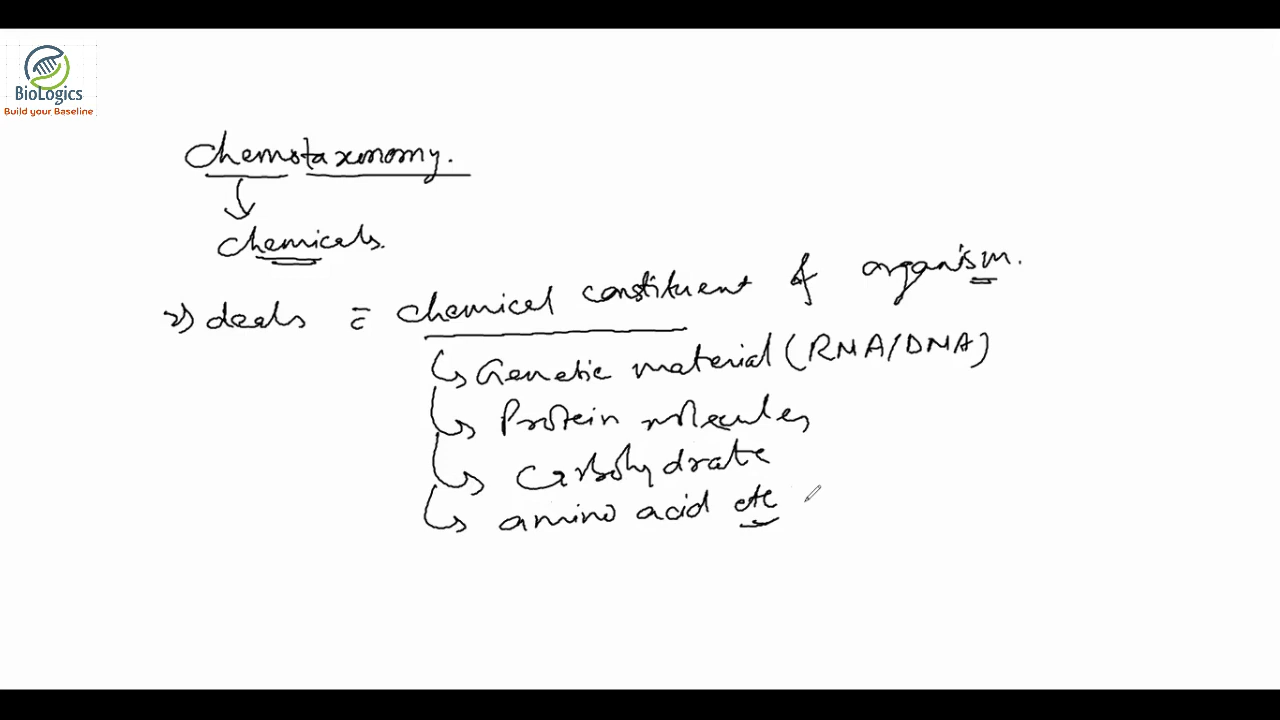 BioLogics
Build your Baseline
Chemotaxonomy.
Chemicals.
⇒) deals c̄ chemical constituent of organism.
↳ Genetic material (RNA/DNA)
↳ Protein molecules
↳ Carbohydrate
↳ amino acid etc